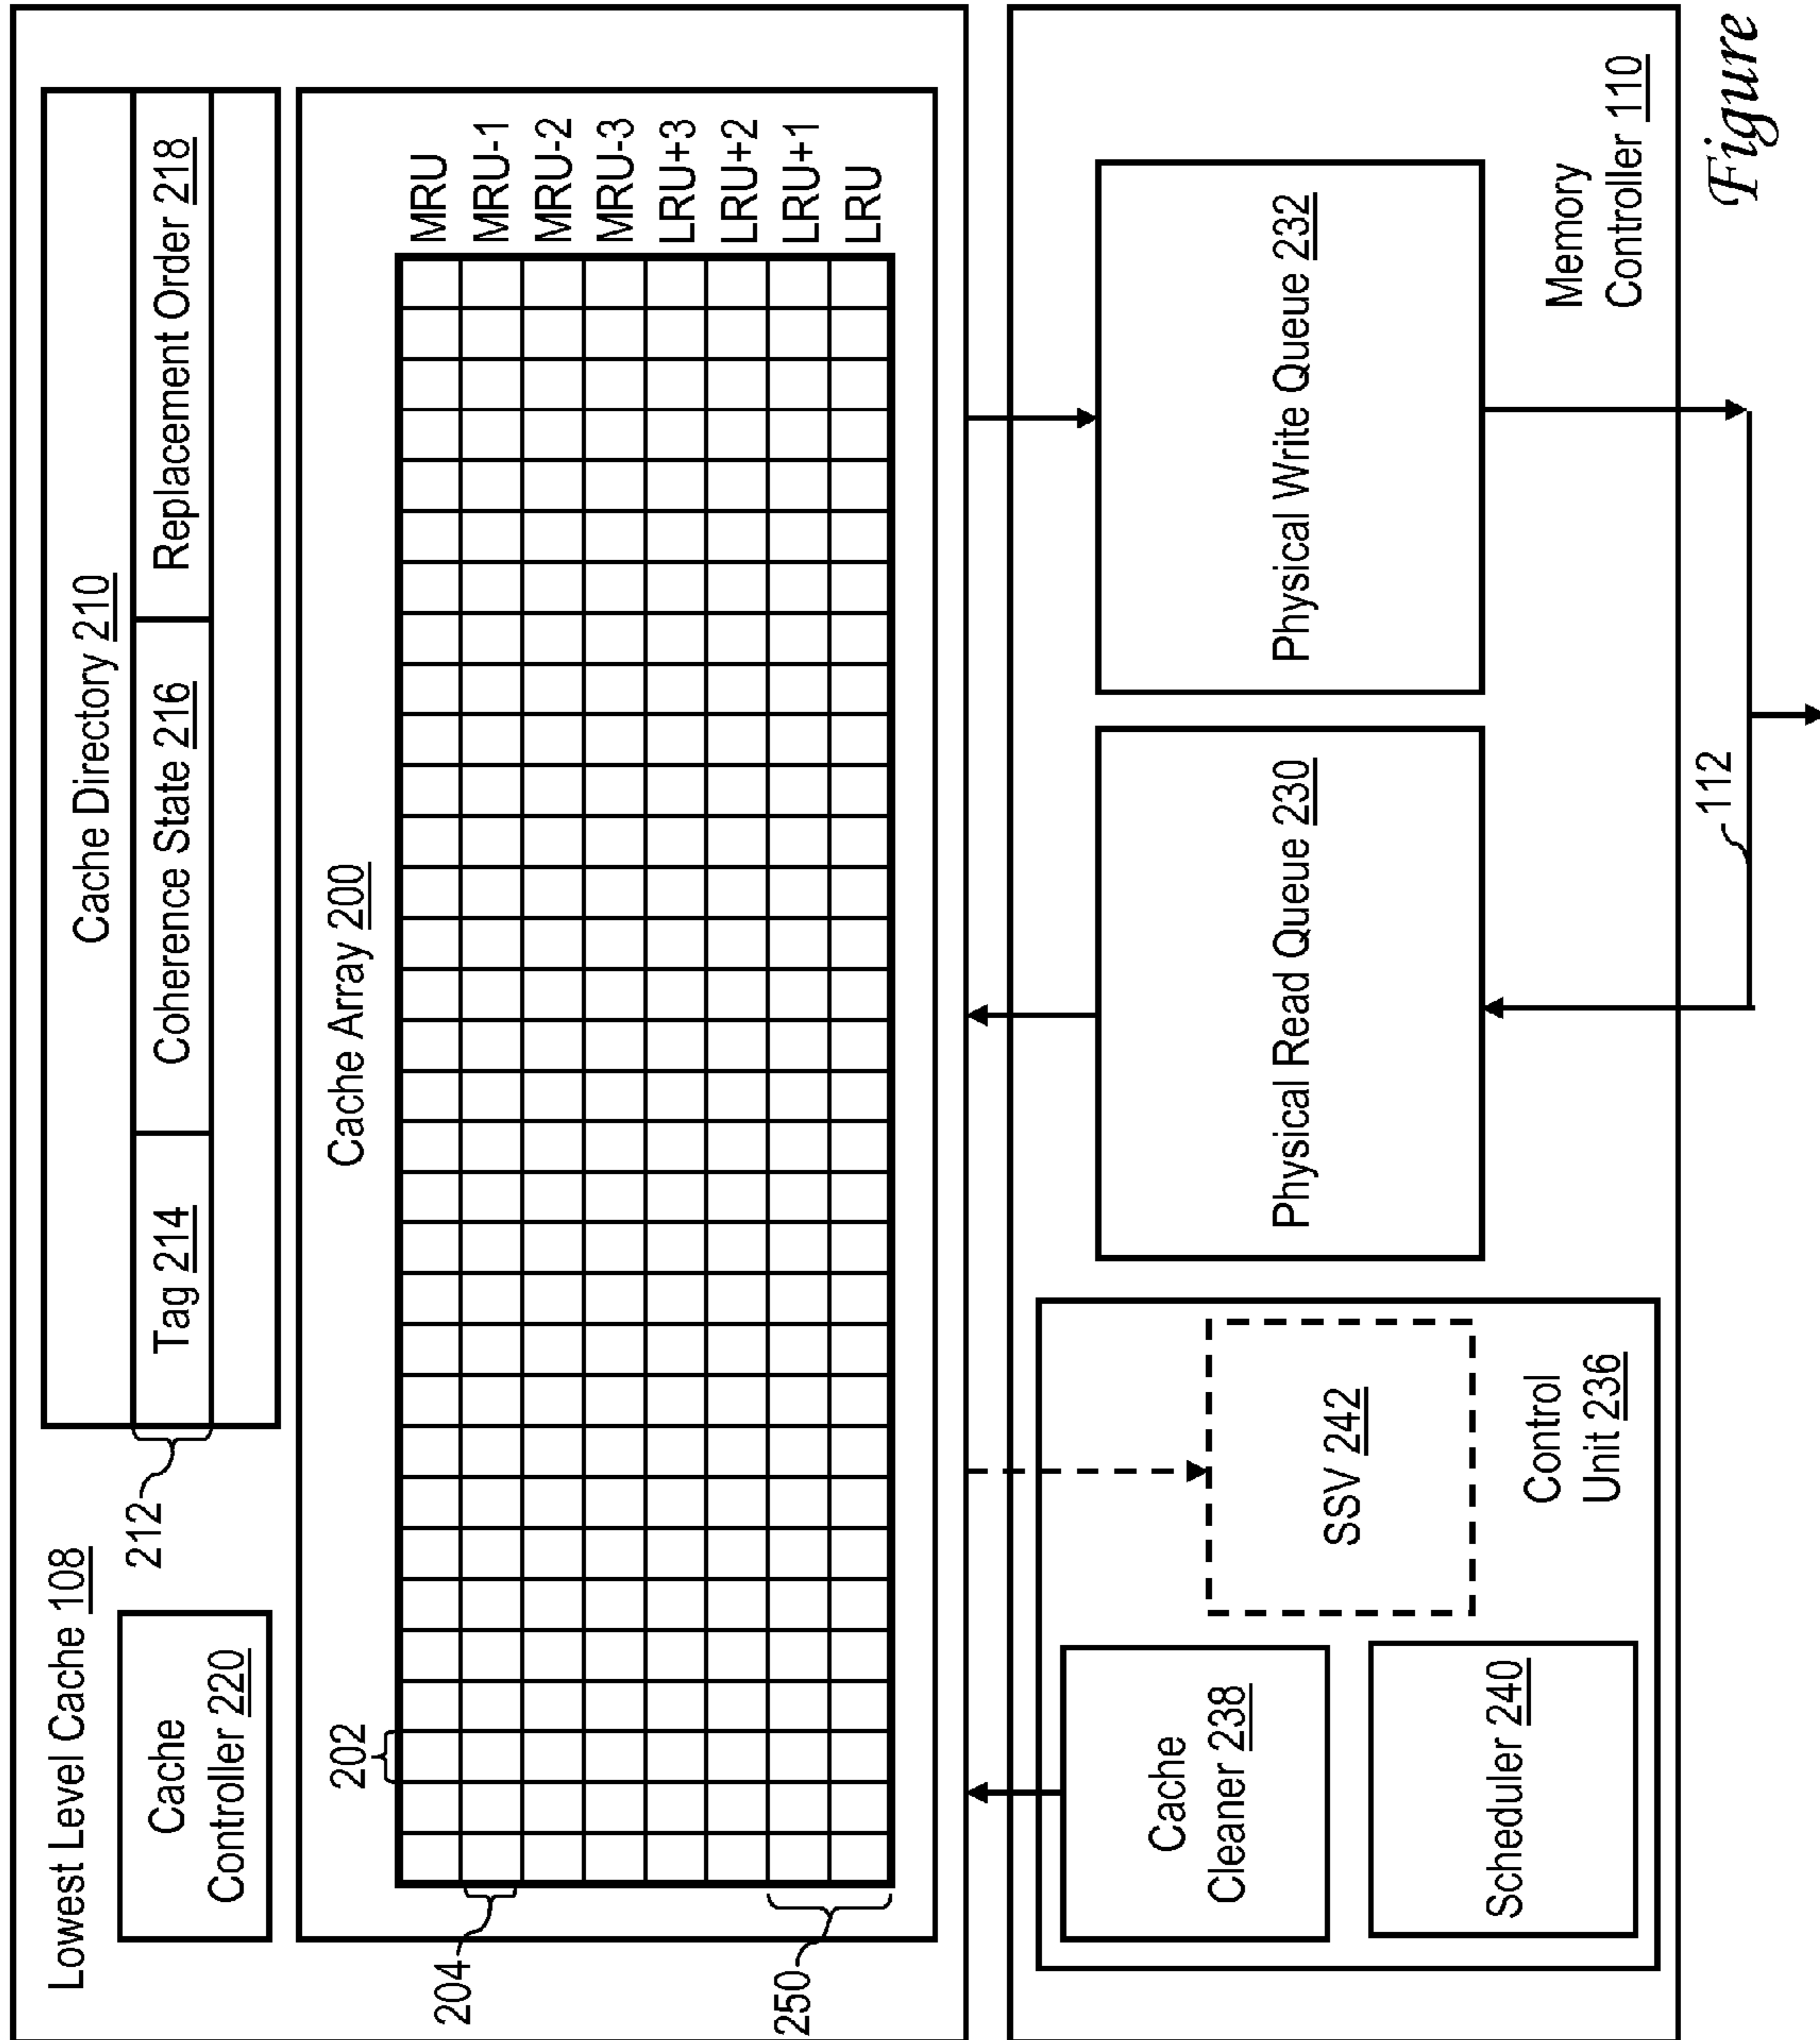 Lowest Level Cache 108
Cache
Controller 220
212
Cache Directory 210
Tag 214
Coherence State 216
Replacement Order 218
Cache Array 200
202
204
250
MRU
MRU-1
MRU-2
MRU-3
LRU+3
LRU+2
LRU+1
LRU
Cache
Cleaner 238
Scheduler 240
SSV 242
Control
Unit 236
Physical Read Queue 230
Physical Write Queue 232
Memory
Controller 110
112
Figure